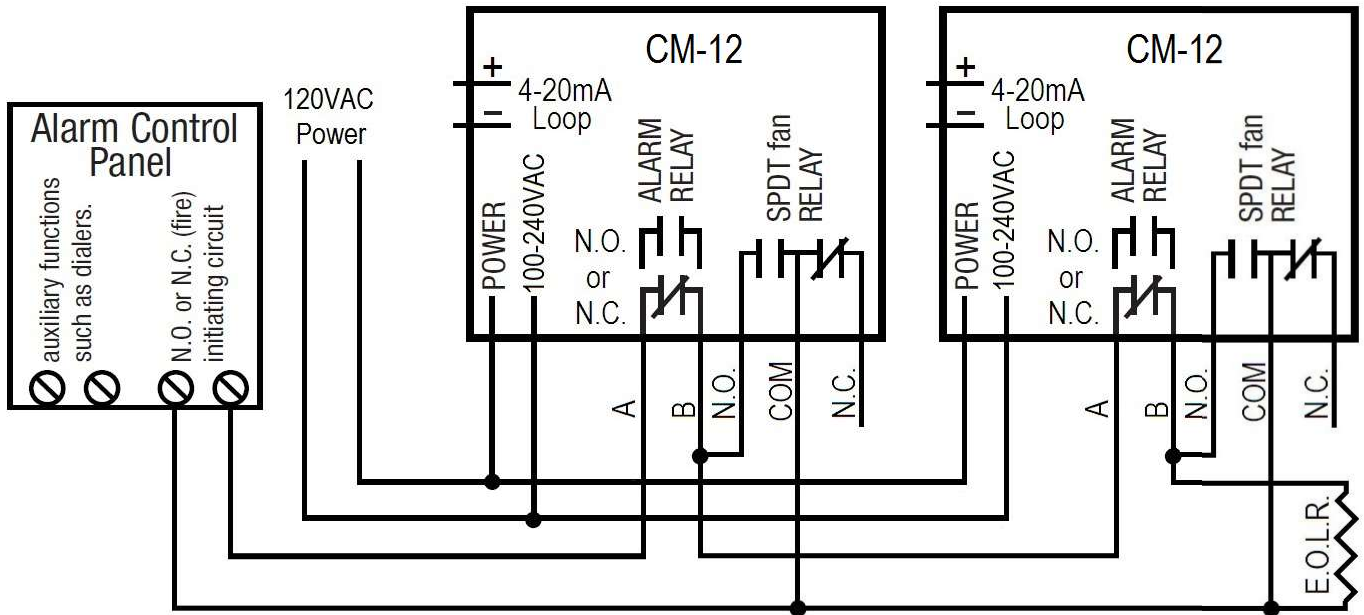 Alarm Control
Panel
auxiliary functions
such as dialers.
N.O. or N.C. (fire)
initiating circuit
120VAC
Power
CM-12
+
4-20mA
−
Loop
POWER
100-240VAC
ALARM
RELAY
N.O.
or
N.C.
SPDT fan
RELAY
A
B
N.O.
COM
N.C.
CM-12
+
4-20mA
−
Loop
POWER
100-240VAC
ALARM
RELAY
N.O.
or
N.C.
SPDT fan
RELAY
A
B
N.O.
COM
N.C.
E.O.L.R.